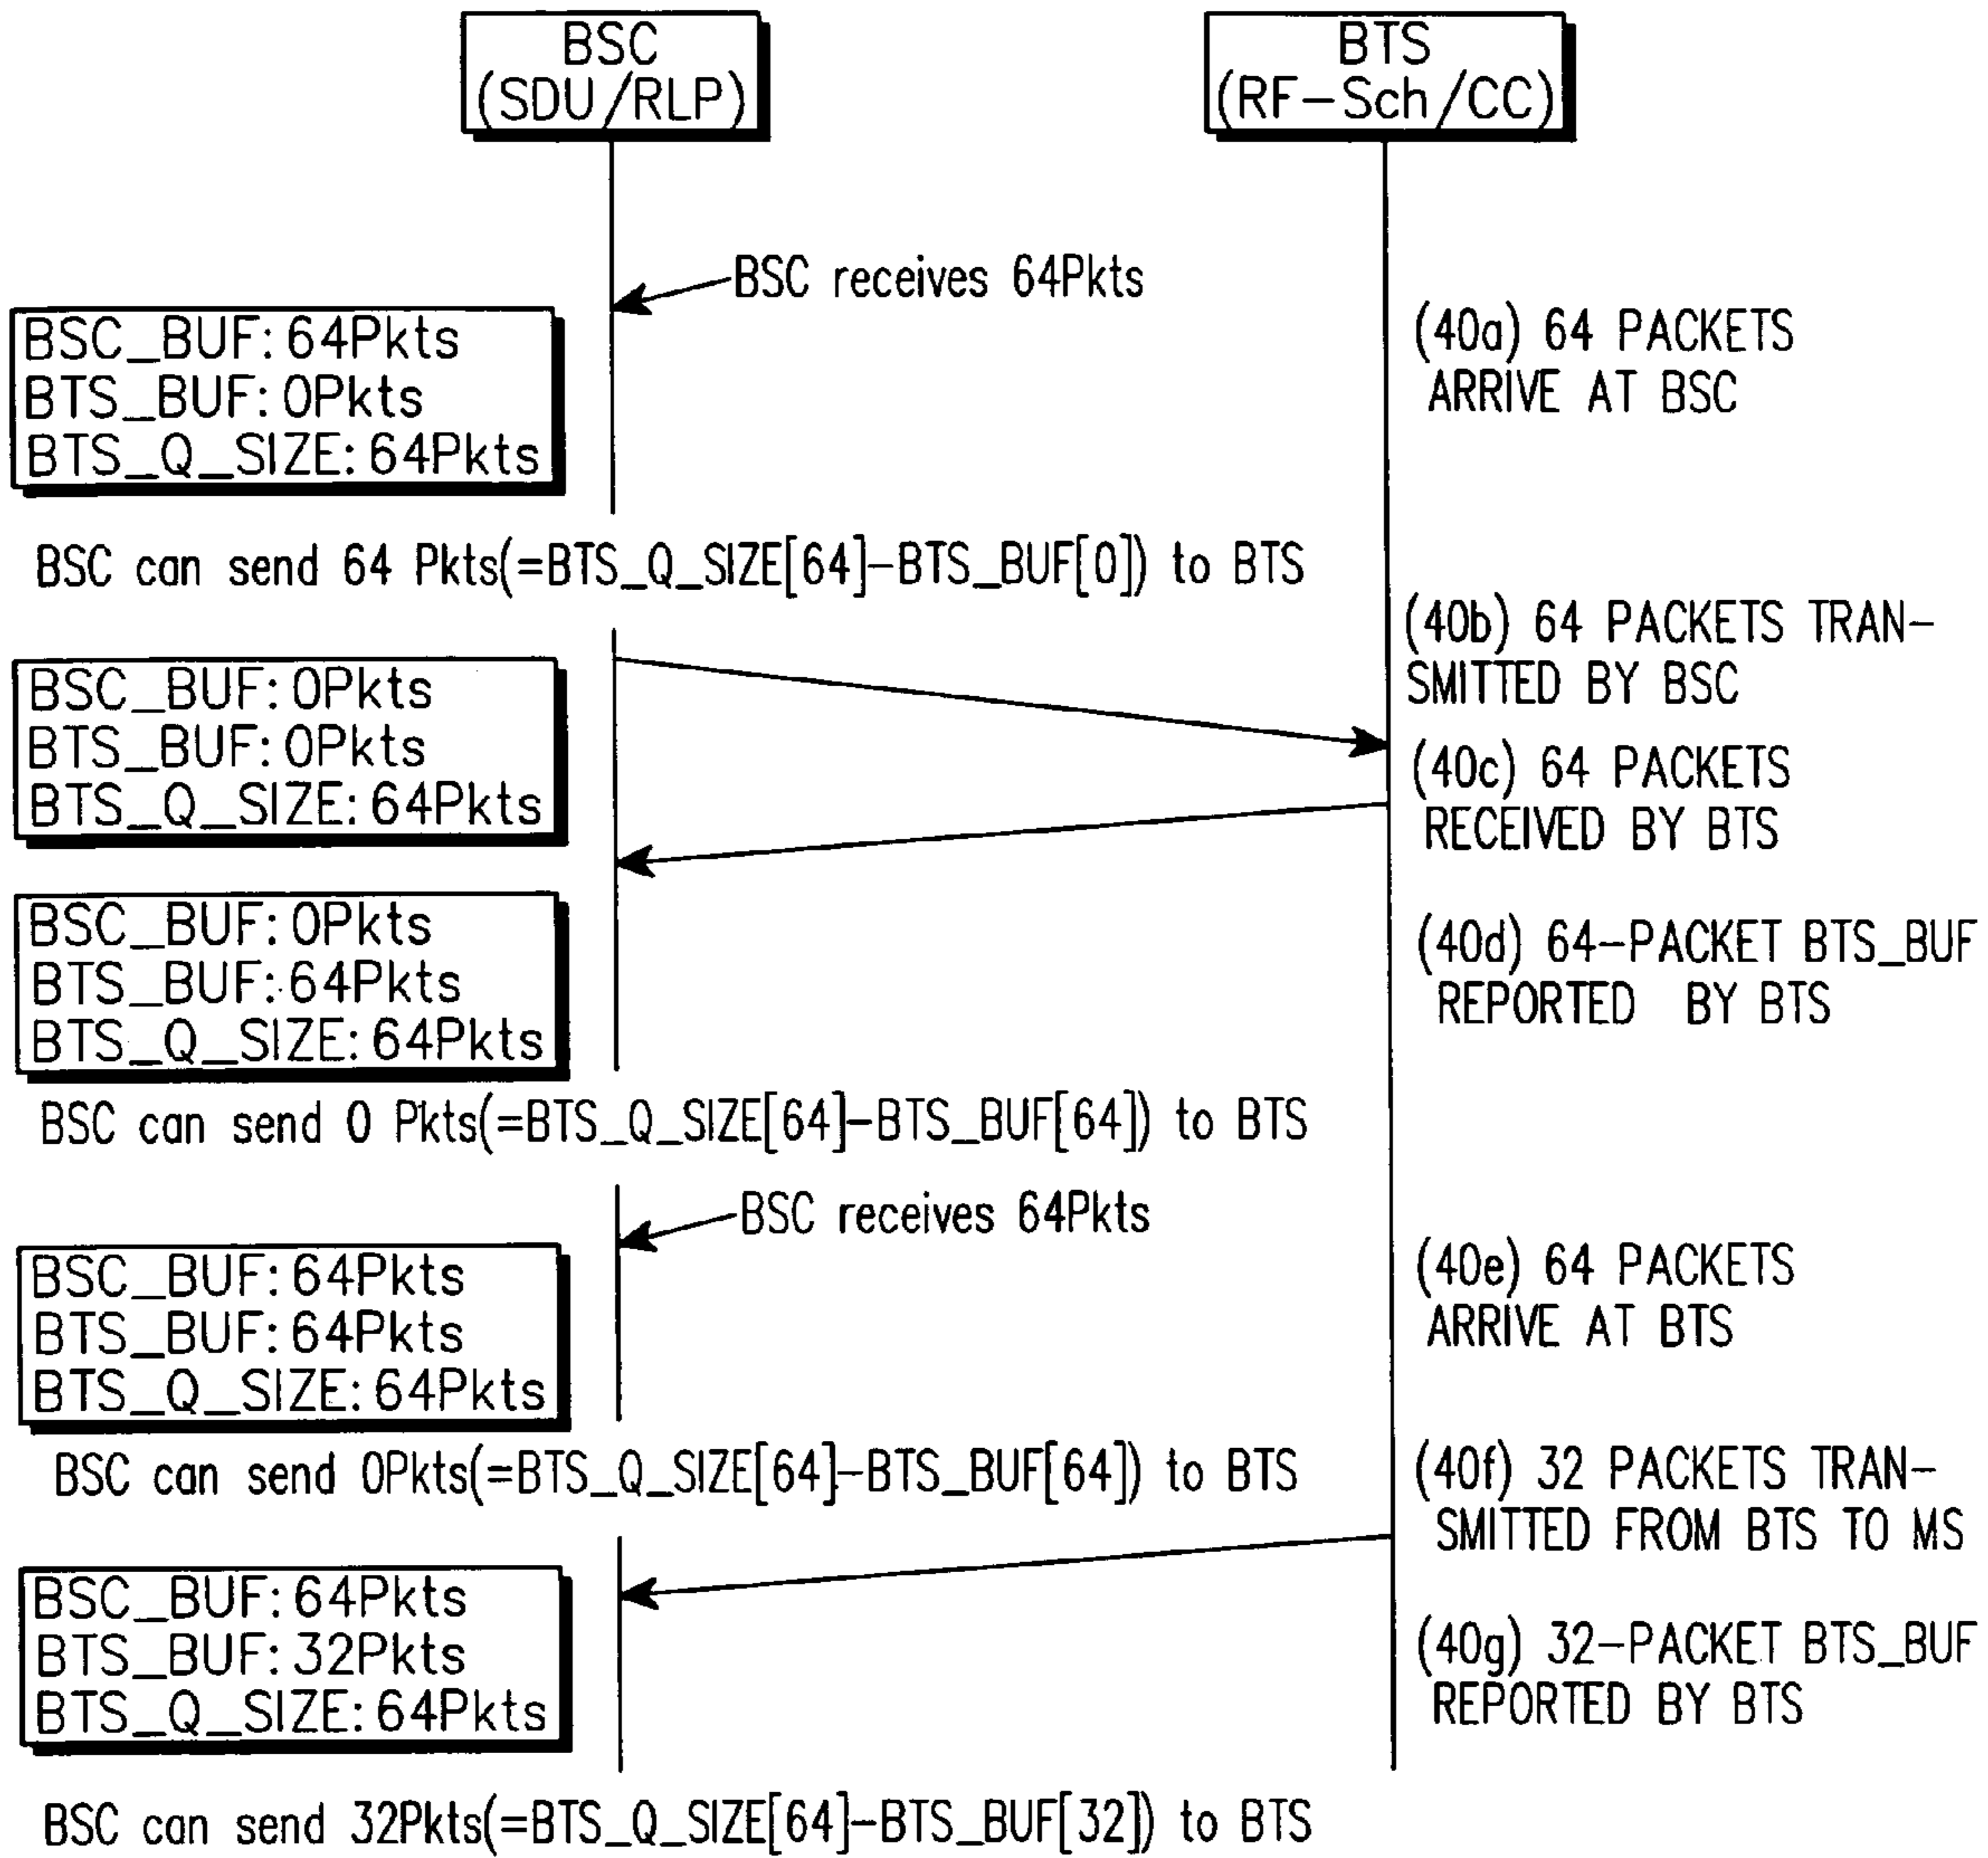 BSC
(SDU/RLP)
BTS
(RF-Sch/CC)
BSC receives 64Pkts
BSC_BUF: 64Pkts
BTS_BUF: 0Pkts
BTS_Q_SIZE: 64Pkts
(40a) 64 PACKETS
ARRIVE AT BSC
BSC can send 64 Pkts(=BTS_Q_SIZE[64]-BTS_BUF[0]) to BTS
(40b) 64 PACKETS TRAN-
SMITTED BY BSC
BSC_BUF: 0Pkts
BTS_BUF: 0Pkts
BTS_Q_SIZE: 64Pkts
(40c) 64 PACKETS
RECEIVED BY BTS
BSC_BUF: 0Pkts
BTS_BUF: 64Pkts
BTS_Q_SIZE: 64Pkts
(40d) 64-PACKET BTS_BUF
REPORTED BY BTS
BSC can send 0 Pkts(=BTS_Q_SIZE[64]-BTS_BUF[64]) to BTS
BSC receives 64Pkts
BSC_BUF: 64Pkts
BTS_BUF: 64Pkts
BTS_Q_SIZE: 64Pkts
(40e) 64 PACKETS
ARRIVE AT BTS
BSC can send 0Pkts(=BTS_Q_SIZE[64]-BTS_BUF[64]) to BTS
(40f) 32 PACKETS TRAN-
SMITTED FROM BTS TO MS
BSC_BUF: 64Pkts
BTS_BUF: 32Pkts
BTS_Q_SIZE: 64Pkts
(40g) 32-PACKET BTS_BUF
REPORTED BY BTS
BSC can send 32Pkts(=BTS_Q_SIZE[64]-BTS_BUF[32]) to BTS